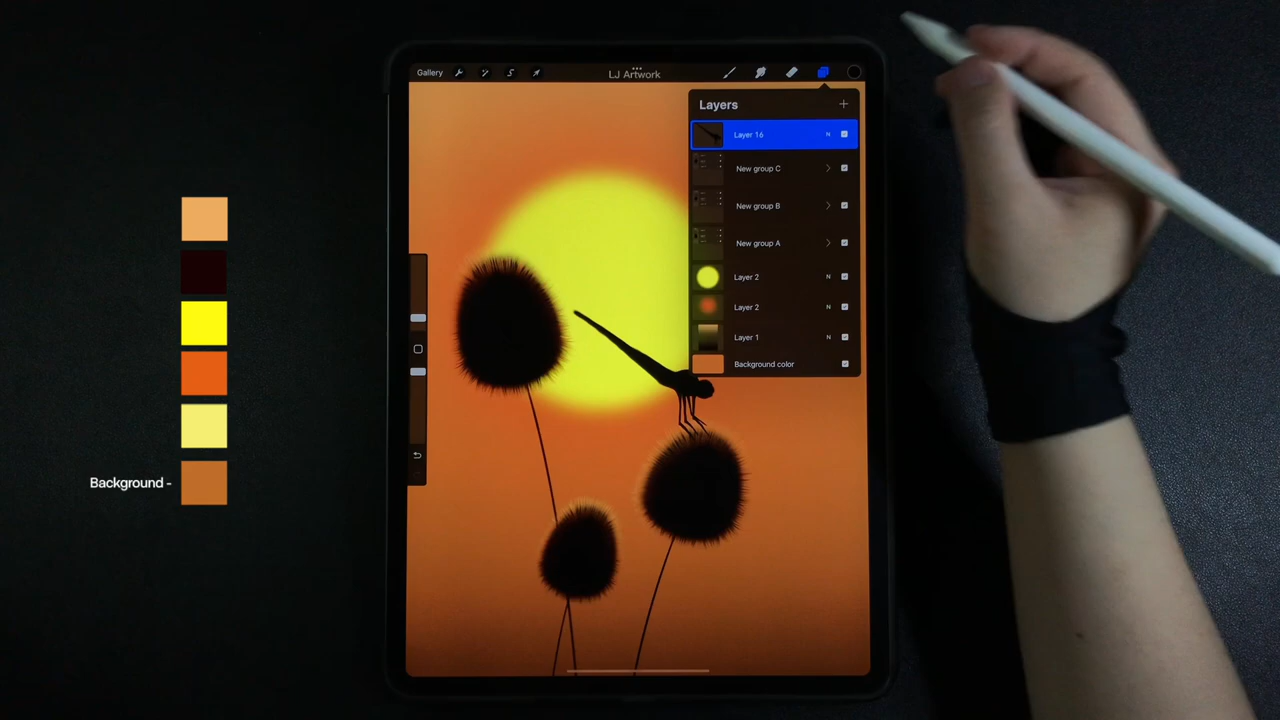 Gallery
LJ Artwork
Layers
Layer 16
N
New group C
New group B
New group A
Layer 2
N
Layer 2
N
Layer 1
N
Background color
Background -